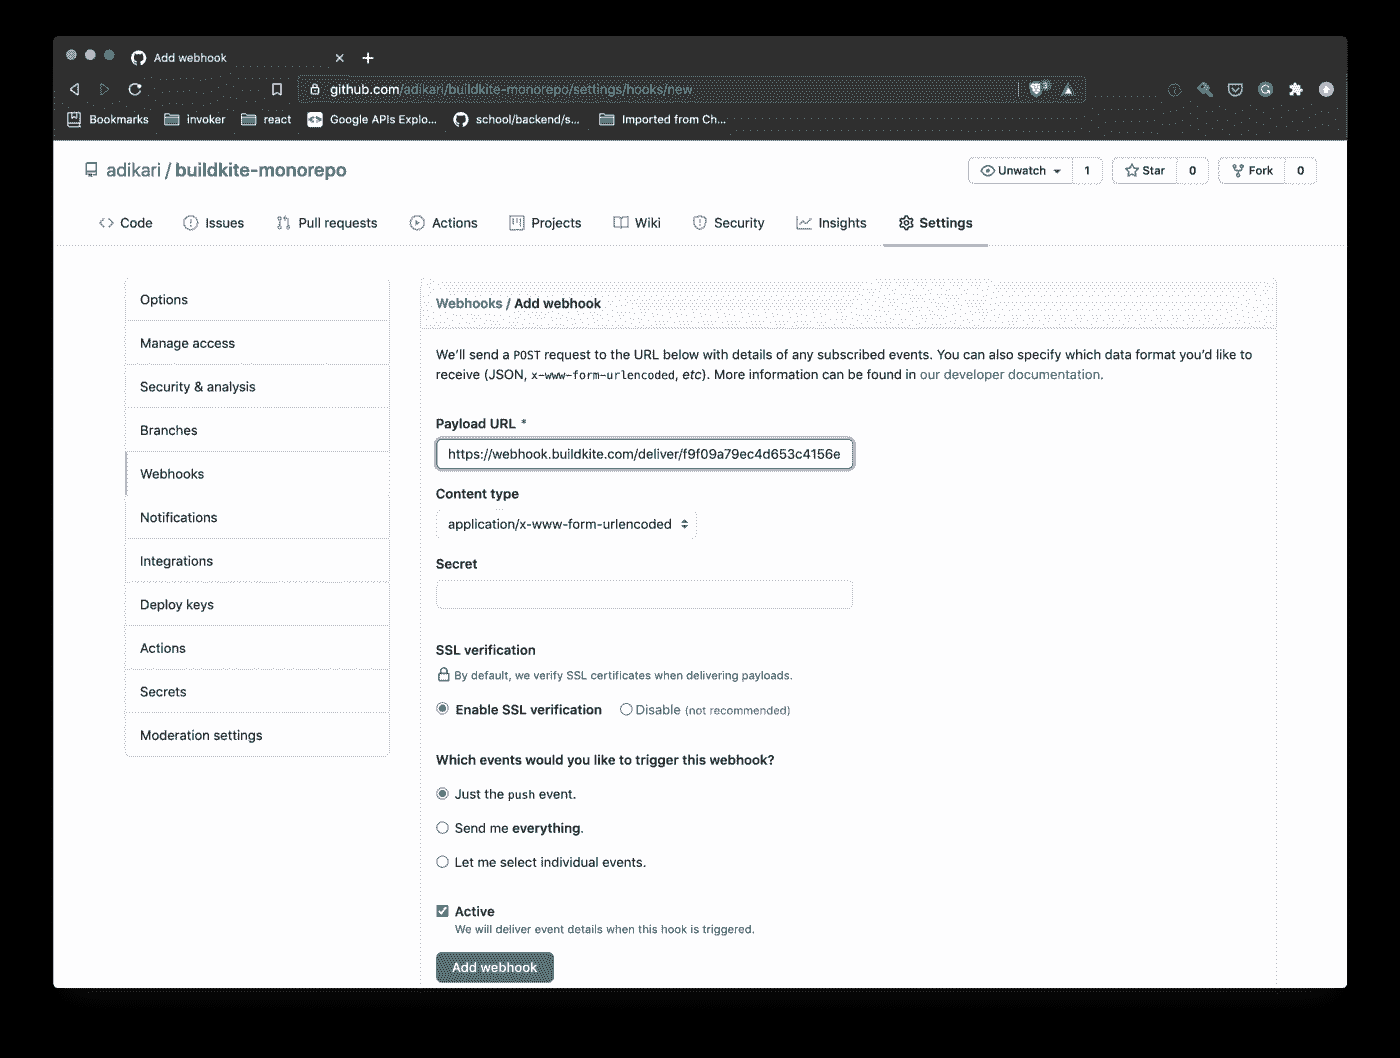 Add webhook
github.com/adikari/buildkite-monorepo/settings/hooks/new
Bookmarks invoker react Google APIs Explo... school/backend/s... Imported from Ch...
adikari / buildkite-monorepo
Unwatch 1 Star 0 Fork 0
Code Issues Pull requests Actions Projects Wiki Security Insights Settings
Options
Manage access
Security & analysis
Branches
Webhooks
Notifications
Integrations
Deploy keys
Actions
Secrets
Moderation settings
Webhooks / Add webhook
We'll send a POST request to the URL below with details of any subscribed events. You can also specify which data format you'd like to
receive (JSON, x-www-form-urlencoded, etc). More information can be found in our developer documentation.
Payload URL *
https://webhook.buildkite.com/deliver/f9f09a79ec4d653c4156e
Content type
application/x-www-form-urlencoded
Secret
SSL verification
By default, we verify SSL certificates when delivering payloads.
Enable SSL verification Disable (not recommended)
Which events would you like to trigger this webhook?
Just the push event.
Send me everything.
Let me select individual events.
Active
We will deliver event details when this hook is triggered.
Add webhook